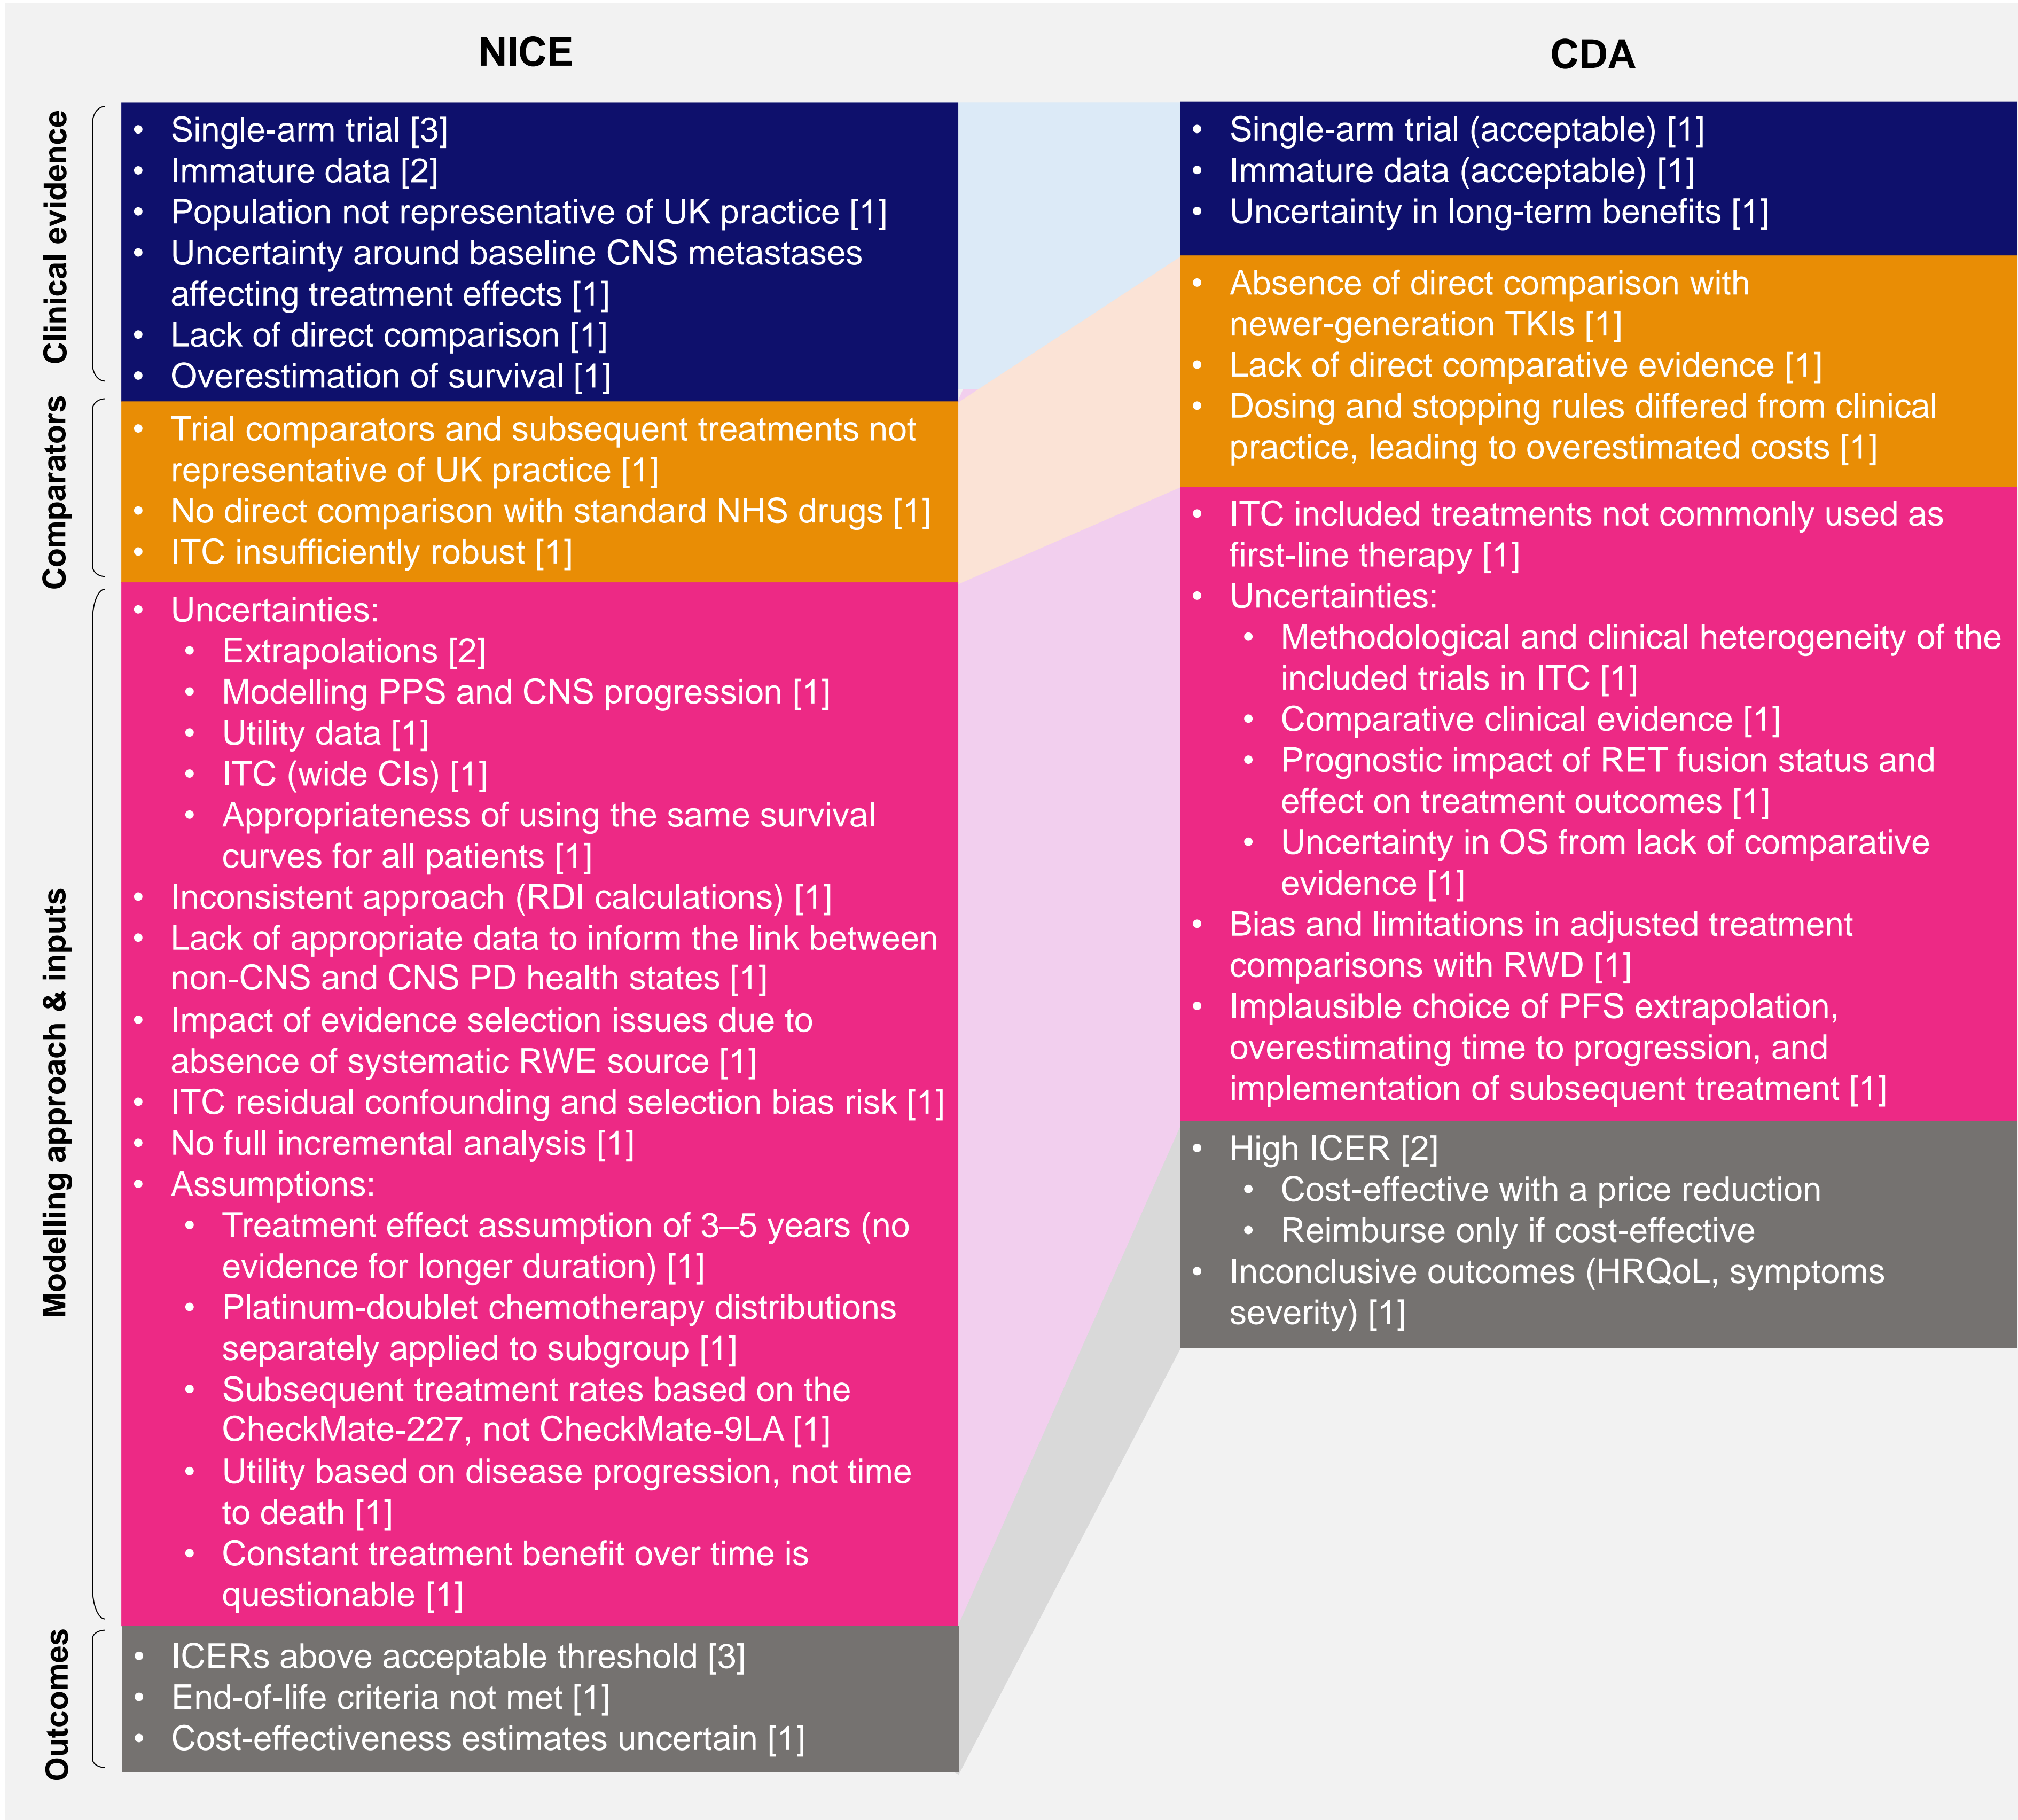 NICE
CDA
Clinical evidence
• Single-arm trial [3]
• Immature data [2]
• Population not representative of UK practice [1]
• Uncertainty around baseline CNS metastases
affecting treatment effects [1]
• Lack of direct comparison [1]
• Overestimation of survival [1]
Comparators
• Trial comparators and subsequent treatments not
representative of UK practice [1]
• No direct comparison with standard NHS drugs [1]
• ITC insufficiently robust [1]
Modelling approach & inputs
• Uncertainties:
• Extrapolations [2]
• Modelling PPS and CNS progression [1]
• Utility data [1]
• ITC (wide CIs) [1]
• Appropriateness of using the same survival
curves for all patients [1]
• Inconsistent approach (RDI calculations) [1]
• Lack of appropriate data to inform the link between
non-CNS and CNS PD health states [1]
• Impact of evidence selection issues due to
absence of systematic RWE source [1]
• ITC residual confounding and selection bias risk [1]
• No full incremental analysis [1]
• Assumptions:
• Treatment effect assumption of 3–5 years (no
evidence for longer duration) [1]
• Platinum-doublet chemotherapy distributions
separately applied to subgroup [1]
• Subsequent treatment rates based on the
CheckMate-227, not CheckMate-9LA [1]
• Utility based on disease progression, not time
to death [1]
• Constant treatment benefit over time is
questionable [1]
Outcomes
• ICERs above acceptable threshold [3]
• End-of-life criteria not met [1]
• Cost-effectiveness estimates uncertain [1]
• Single-arm trial (acceptable) [1]
• Immature data (acceptable) [1]
• Uncertainty in long-term benefits [1]
• Absence of direct comparison with
newer-generation TKIs [1]
• Lack of direct comparative evidence [1]
• Dosing and stopping rules differed from clinical
practice, leading to overestimated costs [1]
• ITC included treatments not commonly used as
first-line therapy [1]
• Uncertainties:
• Methodological and clinical heterogeneity of the
included trials in ITC [1]
• Comparative clinical evidence [1]
• Prognostic impact of RET fusion status and
effect on treatment outcomes [1]
• Uncertainty in OS from lack of comparative
evidence [1]
• Bias and limitations in adjusted treatment
comparisons with RWD [1]
• Implausible choice of PFS extrapolation,
overestimating time to progression, and
implementation of subsequent treatment [1]
• High ICER [2]
• Cost-effective with a price reduction
• Reimburse only if cost-effective
• Inconclusive outcomes (HRQoL, symptoms
severity) [1]